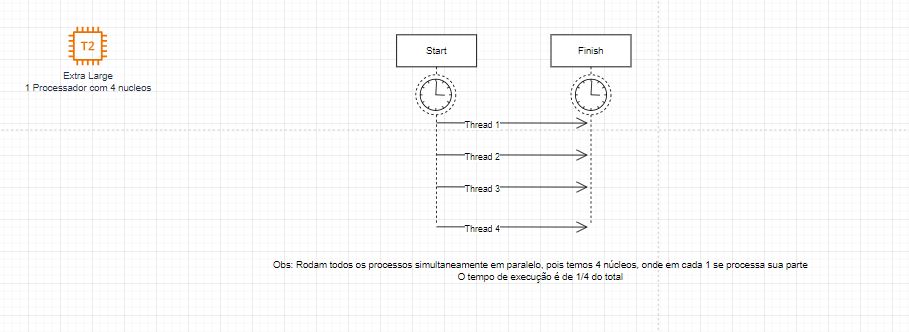 T2
Extra Large
1 Processador com 4 nucleos
Start
Finish
Thread 1
Thread 2
Thread 3
Thread 4
Obs: Rodam todos os processos simultaneamente em paralelo, pois temos 4 núcleos, onde em cada 1 se processa sua parte
O tempo de execução é de 1/4 do total